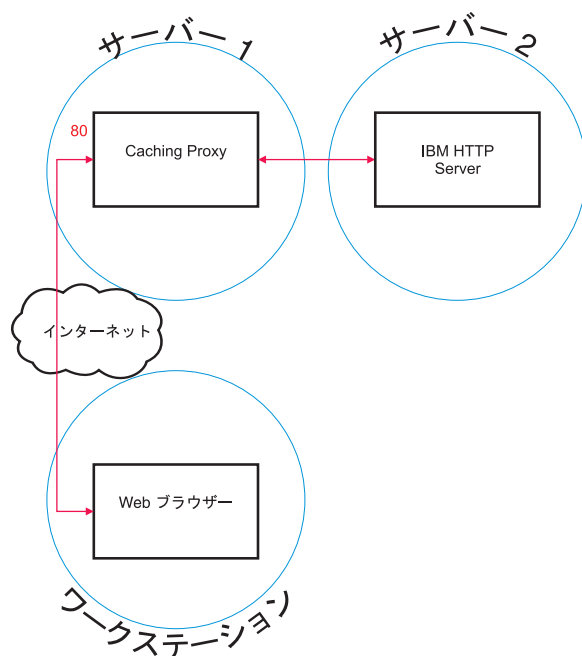 サーバー 1
サーバー 2
80
Caching Proxy
IBM HTTP
Server
インターネット
Web ブラウザー
ワークステーション